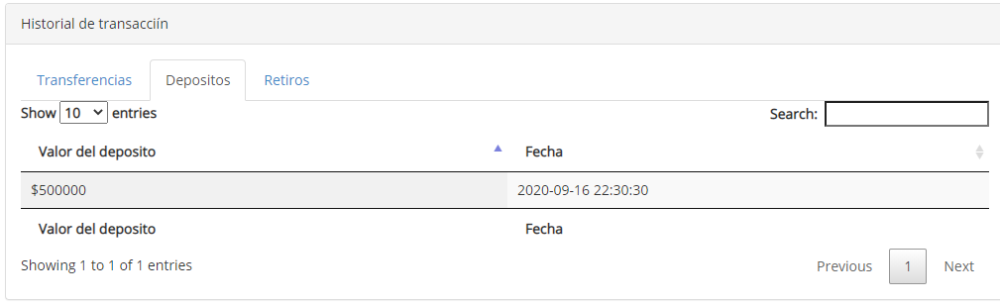 Historial de transacciín
Transferencias Depositos Retiros
Show 10 entries Search:
Valor del deposito Fecha
$500000 2020-09-16 22:30:30
Valor del deposito Fecha
Showing 1 to 1 of 1 entries Previous 1 Next